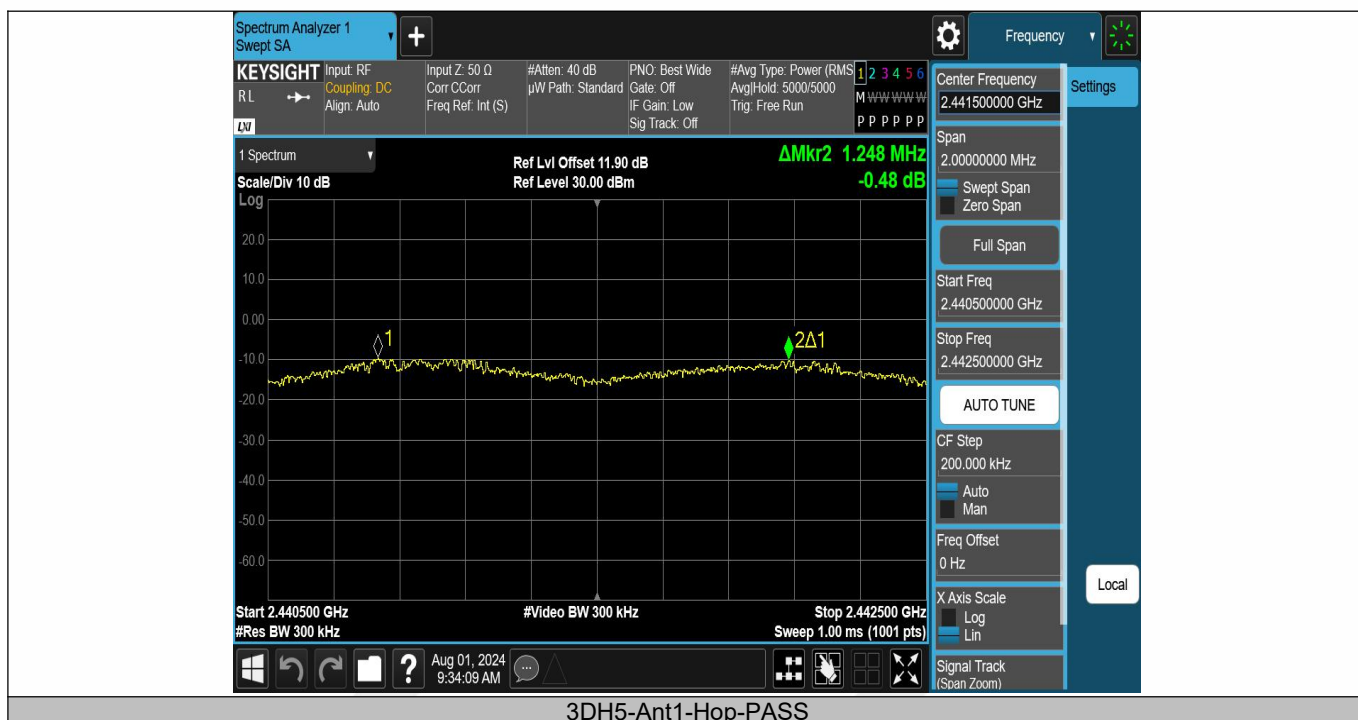 Spectrum Analyzer 1
Swept SA
+
Frequency
KEYSIGHT
Input: RF
Coupling: DC
Align: Auto
RL
LXI
Input Z: 50 Ω
Corr CCorr
Freq Ref: Int (S)
#Atten: 40 dB
µW Path: Standard
PNO: Best Wide
Gate: Off
IF Gain: Low
Sig Track: Off
#Avg Type: Power (RMS
Avg|Hold: 5000/5000
Trig: Free Run
1 2 3 4 5 6
M W W W W W
P P P P P P
1 Spectrum
Scale/Div 10 dB
Log
Ref Lvl Offset 11.90 dB
Ref Level 30.00 dBm
ΔMkr2 1.248 MHz
-0.48 dB
20.0
10.0
0.00
-10.0
-20.0
-30.0
-40.0
-50.0
-60.0
1
2Δ1
Start 2.440500 GHz
#Res BW 300 kHz
#Video BW 300 kHz
Stop 2.442500 GHz
Sweep 1.00 ms (1001 pts)
Center Frequency
2.441500000 GHz
Settings
Span
2.00000000 MHz
Swept Span
Zero Span
Full Span
Start Freq
2.440500000 GHz
Stop Freq
2.442500000 GHz
AUTO TUNE
CF Step
200.000 kHz
Auto
Man
Freq Offset
0 Hz
X Axis Scale
Log
Lin
Signal Track
(Span Zoom)
Local
?
Aug 01, 2024
9:34:09 AM
3DH5-Ant1-Hop-PASS